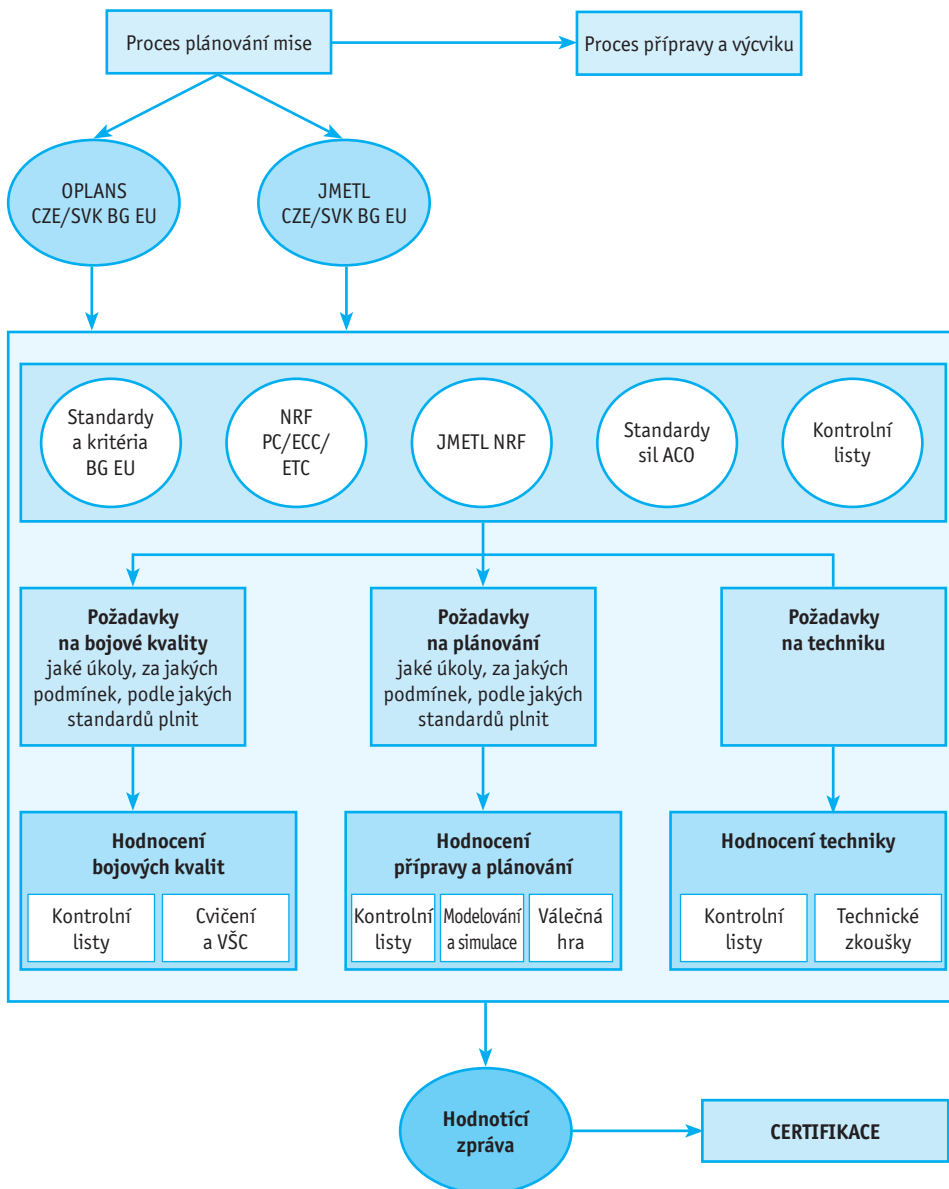 Proces plánování mise
Proces přípravy a výcviku
OPLANS
CZE/SVK BG EU
JMETL
CZE/SVK BG EU
Standardy
a kritéria
BG EU
NRF
PC/ECC/
ETC
JMETL NRF
Standardy
sil ACO
Kontrolní
listy
Požadavky
na bojové kvality
jaké úkoly, za jakých
podmínek, podle jakých
standardů plnit
Požadavky
na plánování
jaké úkoly, za jakých
podmínek, podle jakých
standardů plnit
Požadavky
na techniku
Hodnocení
bojových kvalit
Kontrolní
listy
Cvičení
a VŠC
Hodnocení
přípravy a plánování
Kontrolní
listy
Modelování
a simulace
Válečná
hra
Hodnocení techniky
Kontrolní
listy
Technické
zkoušky
Hodnotící
zpráva
CERTIFIKACE